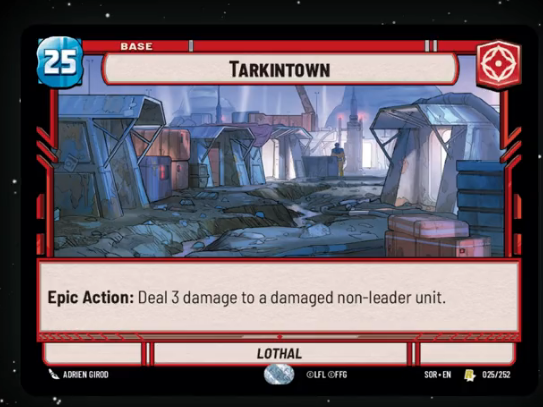 BASE
25
TARKINTOWN
Epic Action: Deal 3 damage to a damaged non-leader unit.
LOTHAL
ADRIEN GIROD
©LFL ©FFG
SOR • EN
025/252